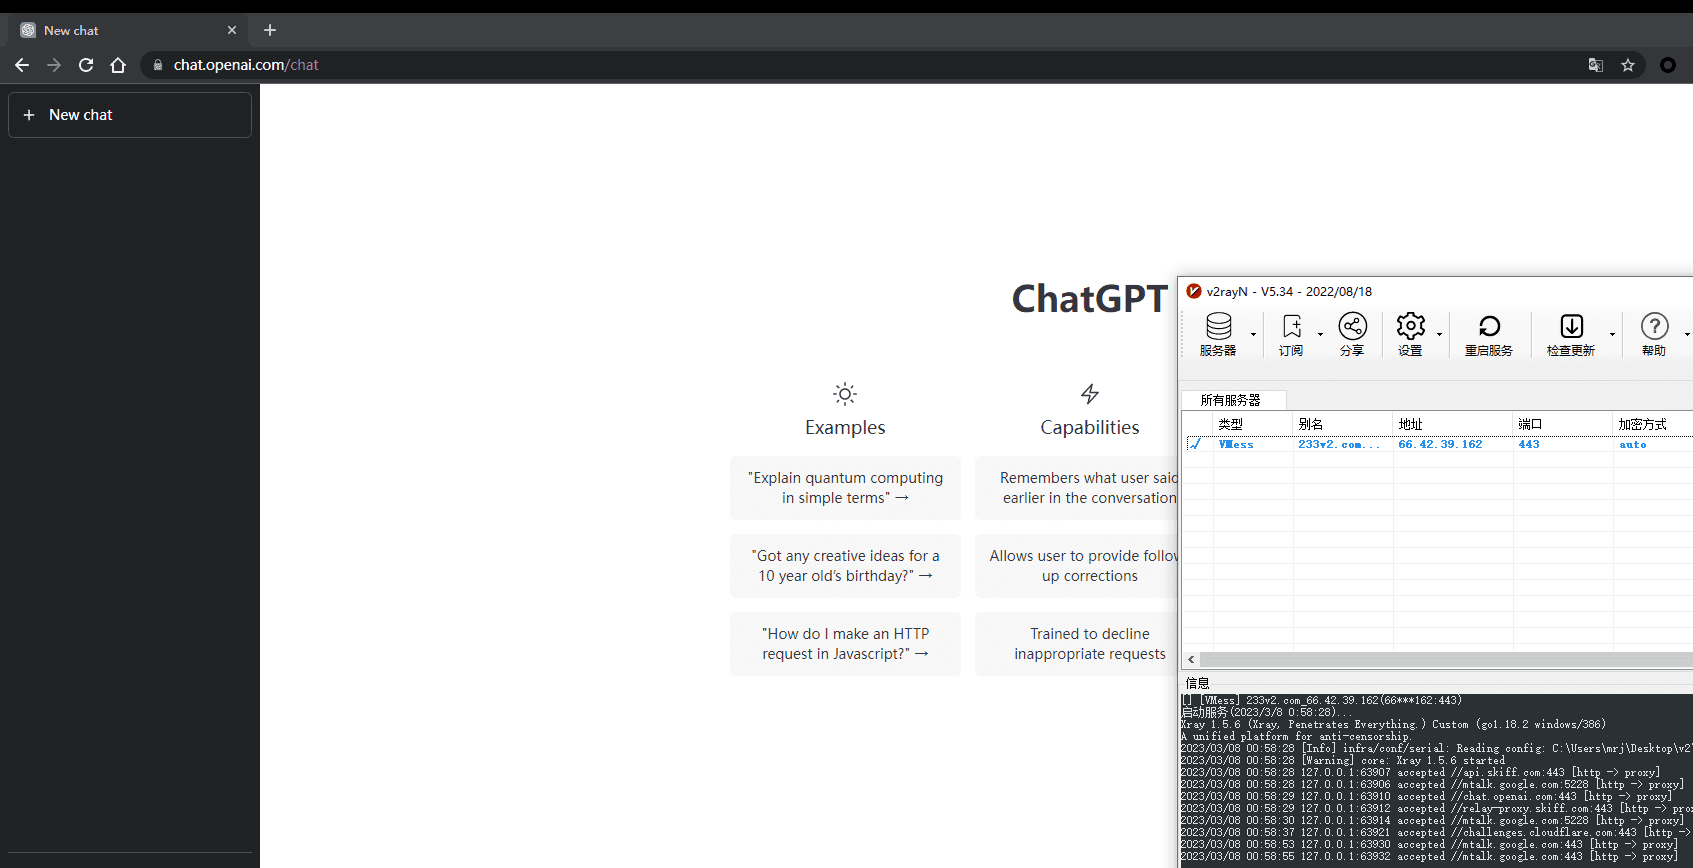 New chat
chat.openai.com/chat
New chat
ChatGPT
Examples
"Explain quantum computing
in simple terms" →
"Got any creative ideas for a
10 year old's birthday?" →
"How do I make an HTTP
request in Javascript?" →
Capabilities
Remembers what user said
earlier in the conversation
Allows user to provide follow
up corrections
Trained to decline
inappropriate requests
v2rayN - V5.34 - 2022/08/18
服务器 订阅 分享 设置 重启服务 检查更新 帮助
所有服务器
类型 别名 地址 端口 加密方式
VMess 233v2.com... 66.42.39.162 443 auto
信息
[] [VMess] 233v2.com_66.42.39.162(66***162:443)
启动服务(2023/3/8 0:58:28)...
Xray 1.5.6 (Xray, Penetrates Everything.) Custom (go1.18.2 windows/386)
A unified platform for anti-censorship.
2023/03/08 00:58:28 [Info] infra/conf/serial: Reading config: C:\Users\mrj\Desktop\v2
2023/03/08 00:58:28 [Warning] core: Xray 1.5.6 started
2023/03/08 00:58:28 127.0.0.1:63907 accepted //api.skiff.com:443 [http -> proxy]
2023/03/08 00:58:28 127.0.0.1:63906 accepted //mtalk.google.com:5228 [http -> proxy]
2023/03/08 00:58:29 127.0.0.1:63910 accepted //chat.openai.com:443 [http -> proxy]
2023/03/08 00:58:29 127.0.0.1:63912 accepted //relay-proxy.skiff.com:443 [http -> pro
2023/03/08 00:58:30 127.0.0.1:63914 accepted //mtalk.google.com:5228 [http -> proxy]
2023/03/08 00:58:37 127.0.0.1:63921 accepted //challenges.cloudflare.com:443 [http ->
2023/03/08 00:58:53 127.0.0.1:63930 accepted //mtalk.google.com:443 [http -> proxy]
2023/03/08 00:58:55 127.0.0.1:63932 accepted //mtalk.google.com:443 [http -> proxy]